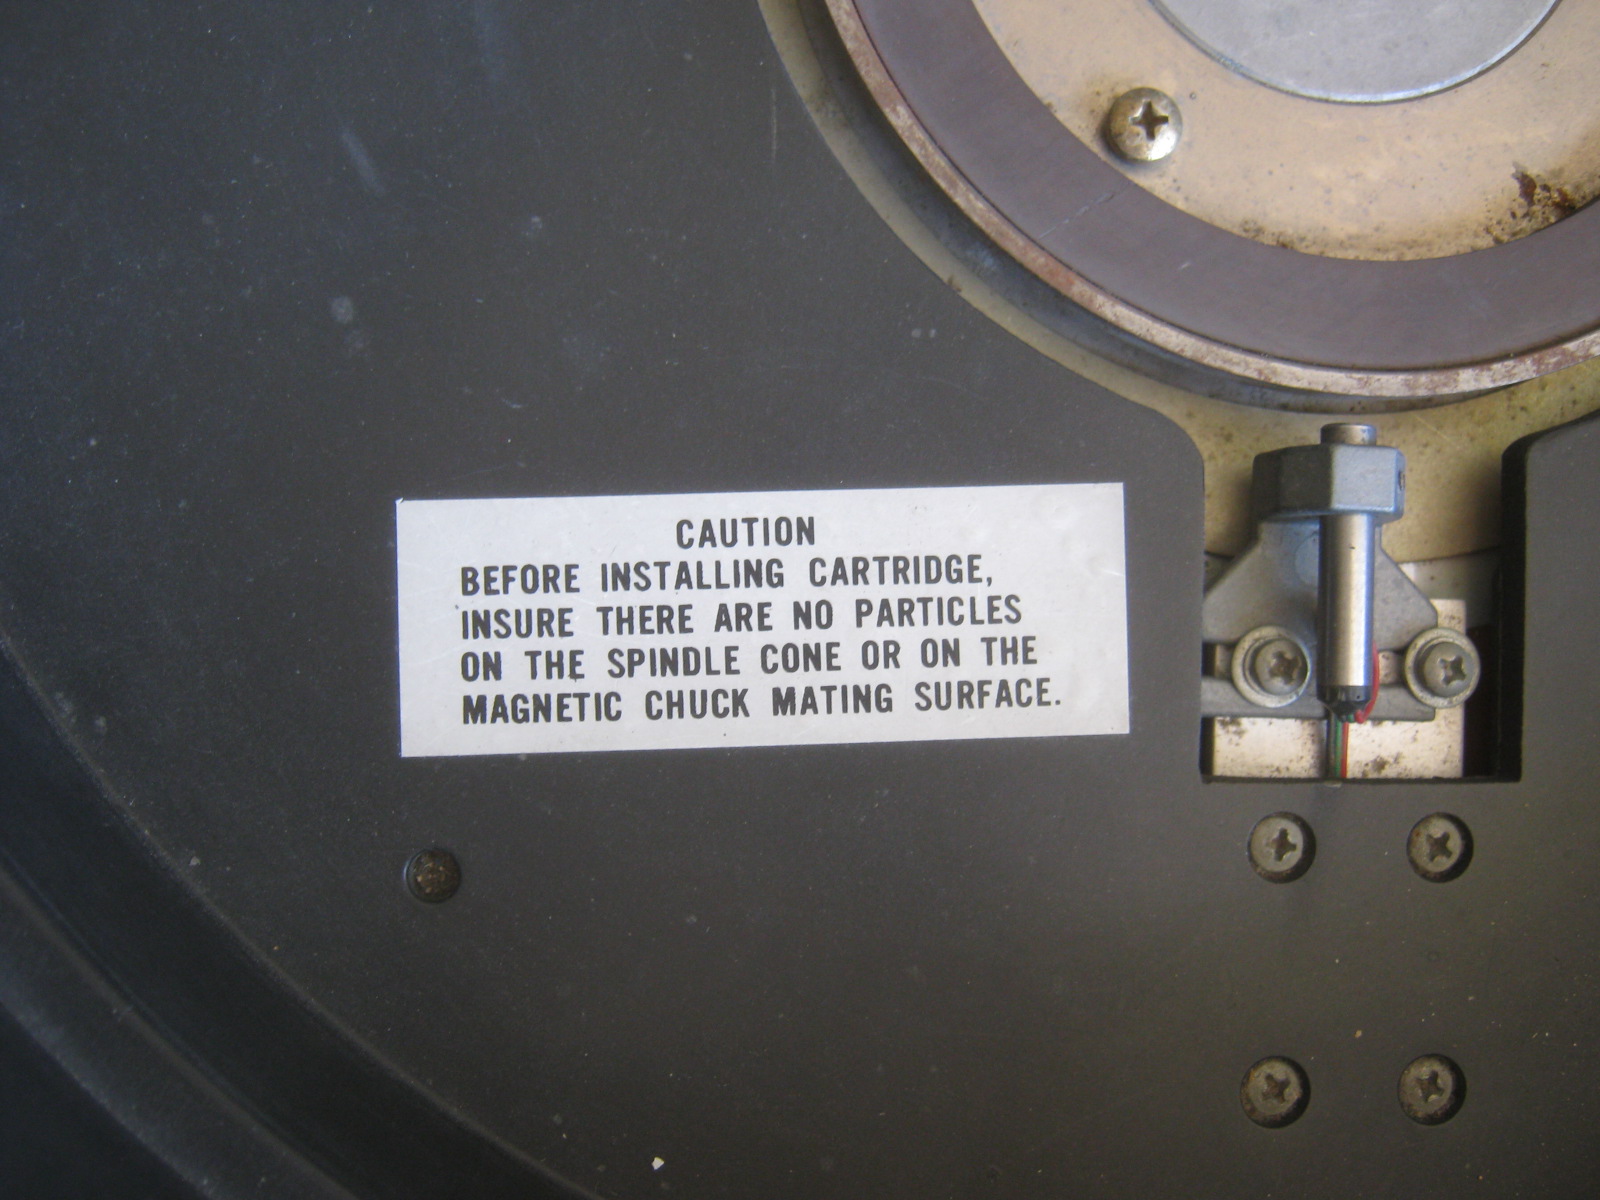 CAUTION
BEFORE INSTALLING CARTRIDGE,
INSURE THERE ARE NO PARTICLES
ON THE SPINDLE CONE OR ON THE
MAGNETIC CHUCK MATING SURFACE.